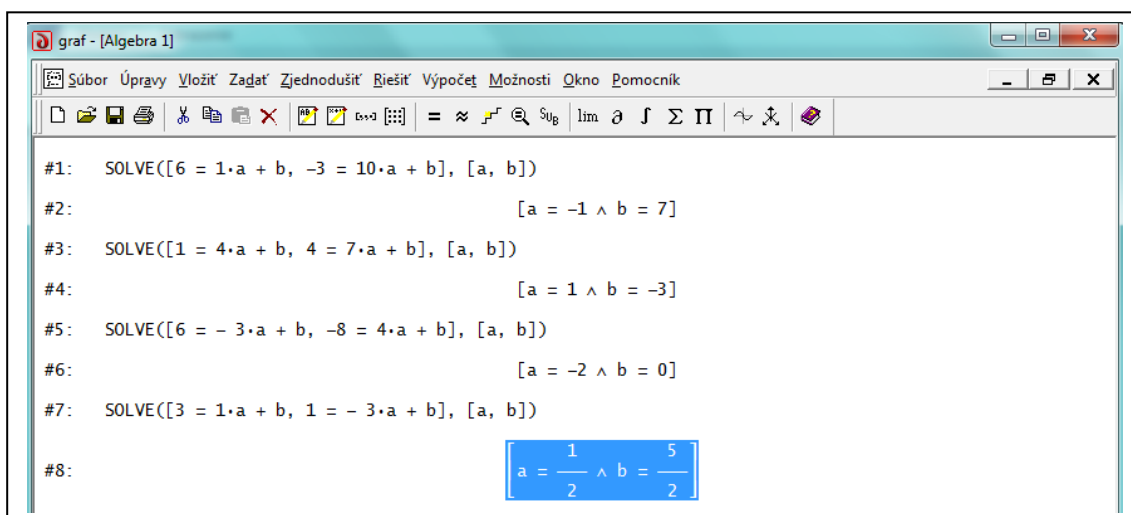 graf - [Algebra 1]
Súbor Úpravy Vložiť Zadať Zjednodušiť Riešiť Výpočet Možnosti Okno Pomocník
= ≈ SUB lim ∂ ∫ Σ Π
#1: SOLVE([6 = 1·a + b, -3 = 10·a + b], [a, b])
#2: [a = -1 ∧ b = 7]
#3: SOLVE([1 = 4·a + b, 4 = 7·a + b], [a, b])
#4: [a = 1 ∧ b = -3]
#5: SOLVE([6 = - 3·a + b, -8 = 4·a + b], [a, b])
#6: [a = -2 ∧ b = 0]
#7: SOLVE([3 = 1·a + b, 1 = - 3·a + b], [a, b])
#8: [a = 1/2 ∧ b = 5/2]